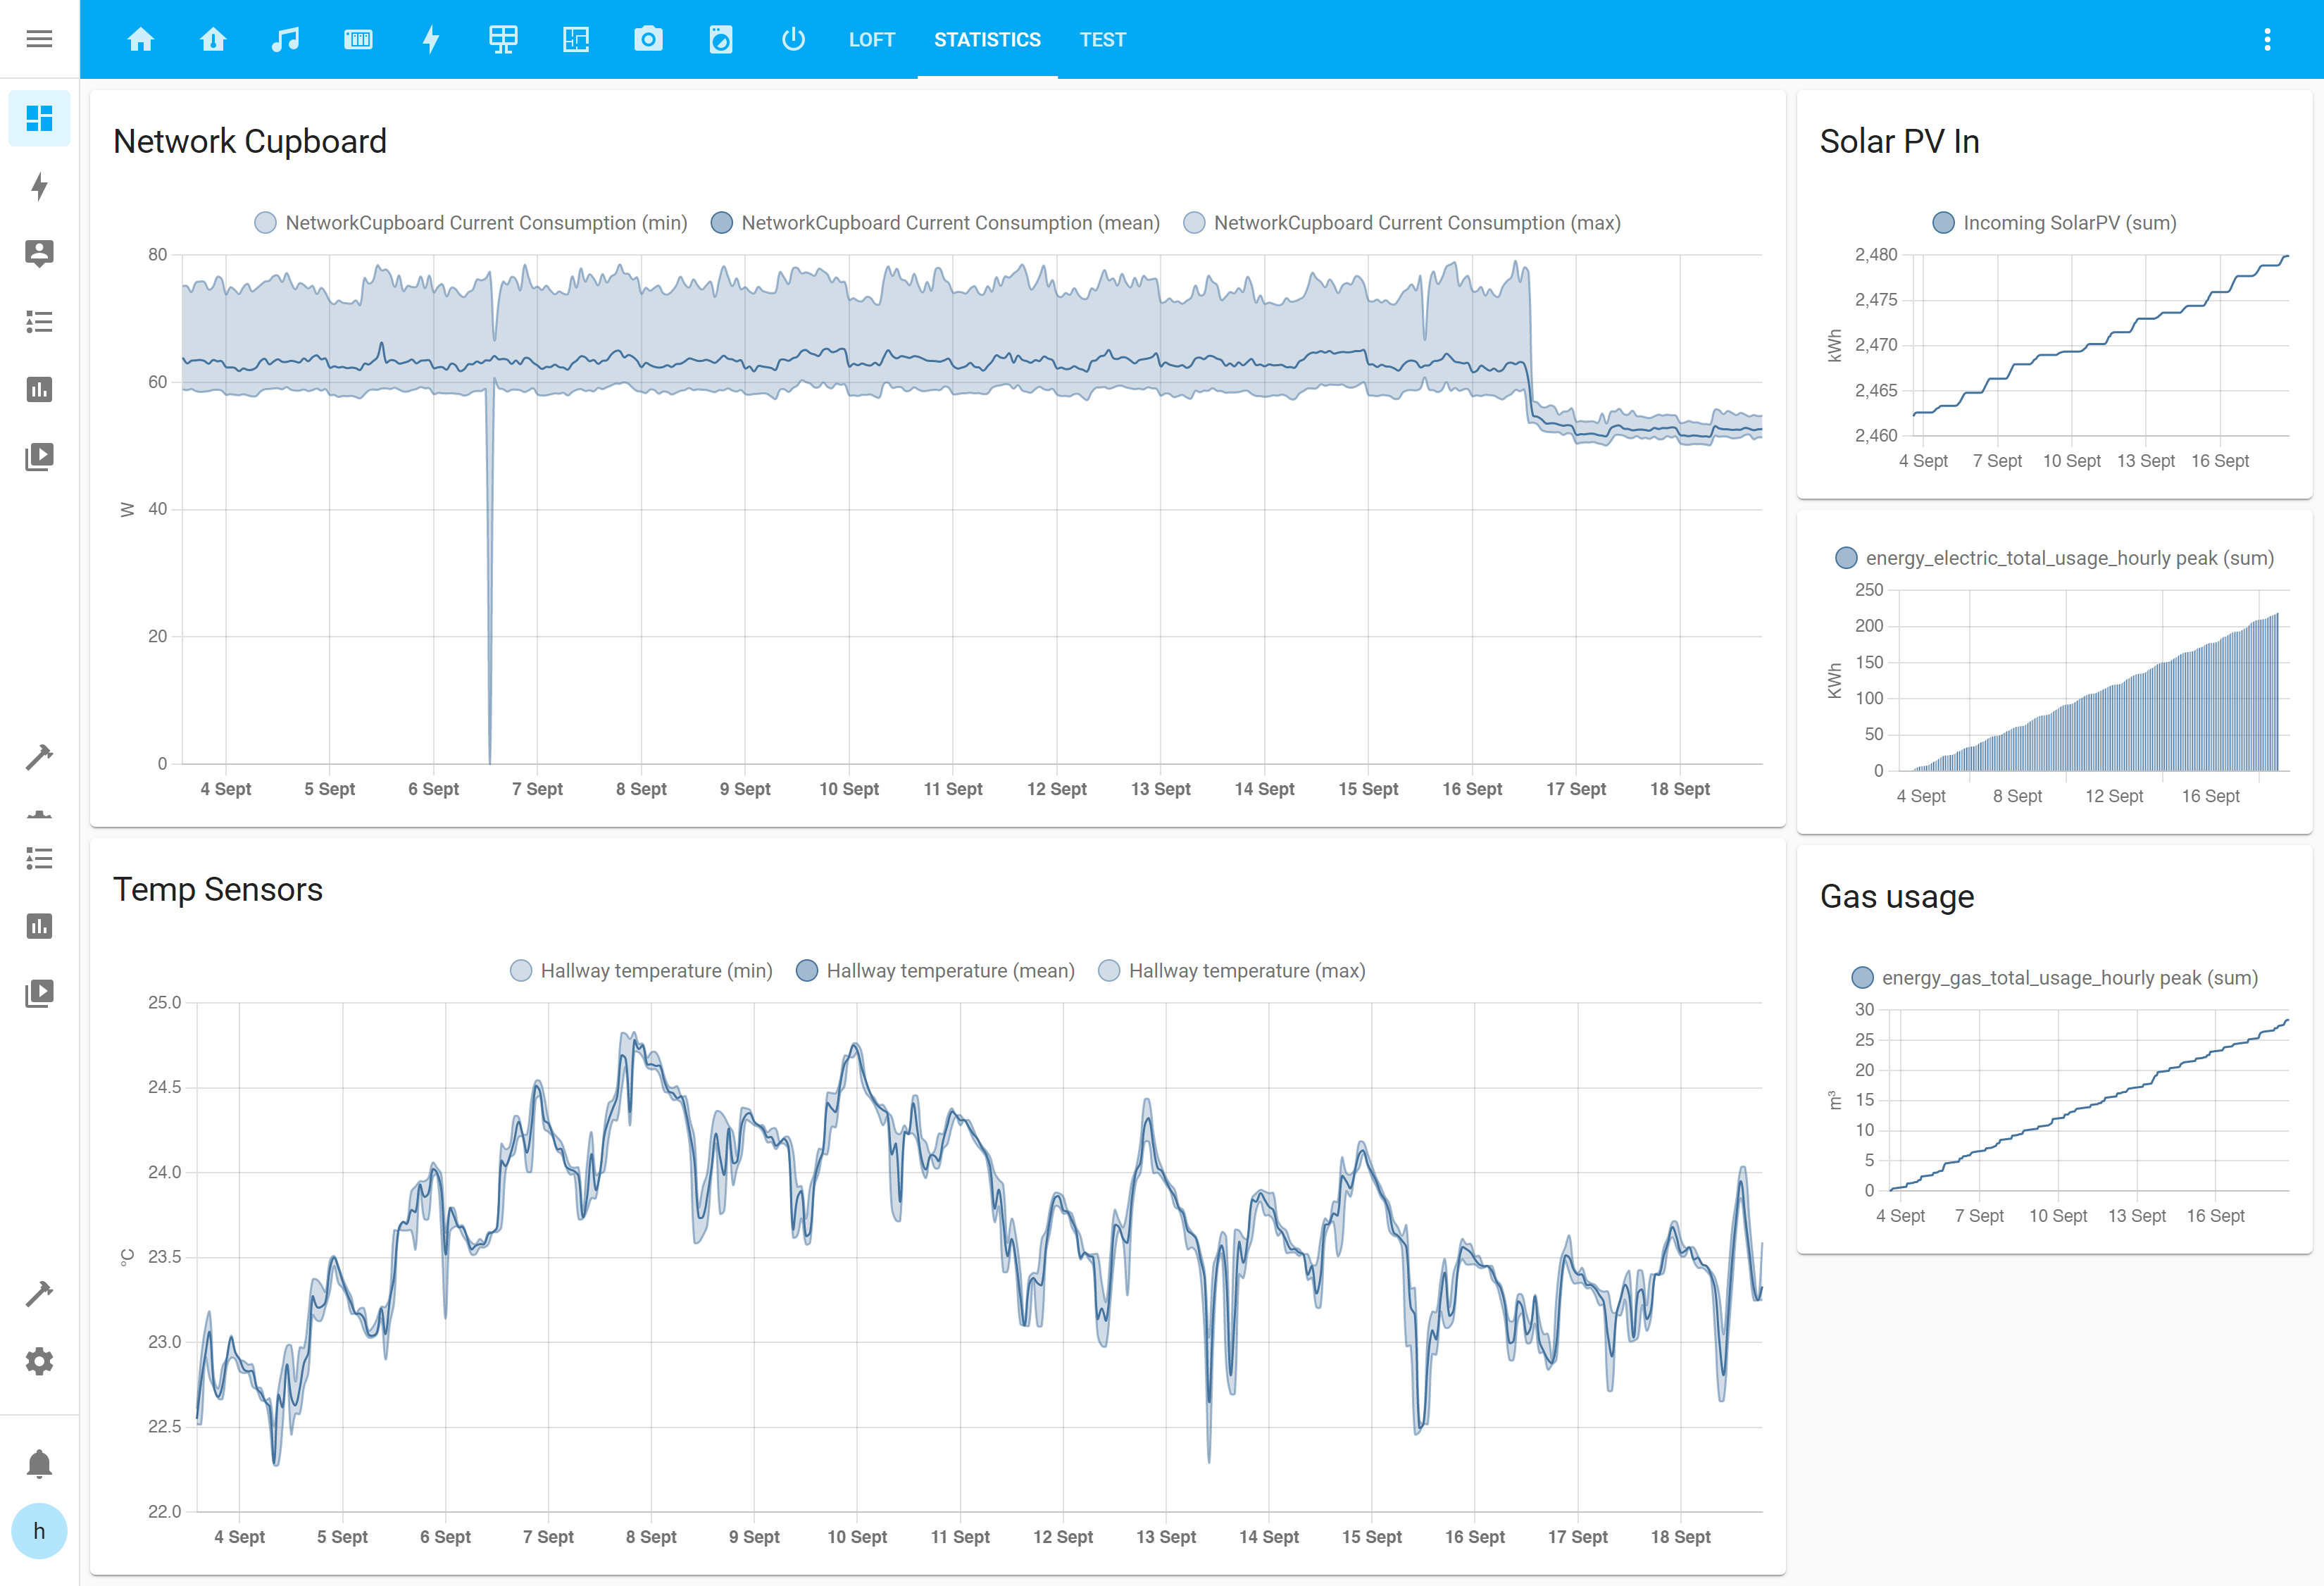 LOFT STATISTICS TEST
Network Cupboard
NetworkCupboard Current Consumption (min) NetworkCupboard Current Consumption (mean) NetworkCupboard Current Consumption (max)
80
60
40
20
0
W
4 Sept 5 Sept 6 Sept 7 Sept 8 Sept 9 Sept 10 Sept 11 Sept 12 Sept 13 Sept 14 Sept 15 Sept 16 Sept 17 Sept 18 Sept
Temp Sensors
Hallway temperature (min) Hallway temperature (mean) Hallway temperature (max)
25.0
24.5
24.0
23.5
23.0
22.5
22.0
°C
4 Sept 5 Sept 6 Sept 7 Sept 8 Sept 9 Sept 10 Sept 11 Sept 12 Sept 13 Sept 14 Sept 15 Sept 16 Sept 17 Sept 18 Sept
Solar PV In
Incoming SolarPV (sum)
2,480
2,475
2,470
2,465
2,460
kWh
4 Sept 7 Sept 10 Sept 13 Sept 16 Sept
energy_electric_total_usage_hourly peak (sum)
250
200
150
100
50
0
KWh
4 Sept 8 Sept 12 Sept 16 Sept
Gas usage
energy_gas_total_usage_hourly peak (sum)
30
25
20
15
10
5
0
m³
4 Sept 7 Sept 10 Sept 13 Sept 16 Sept
h